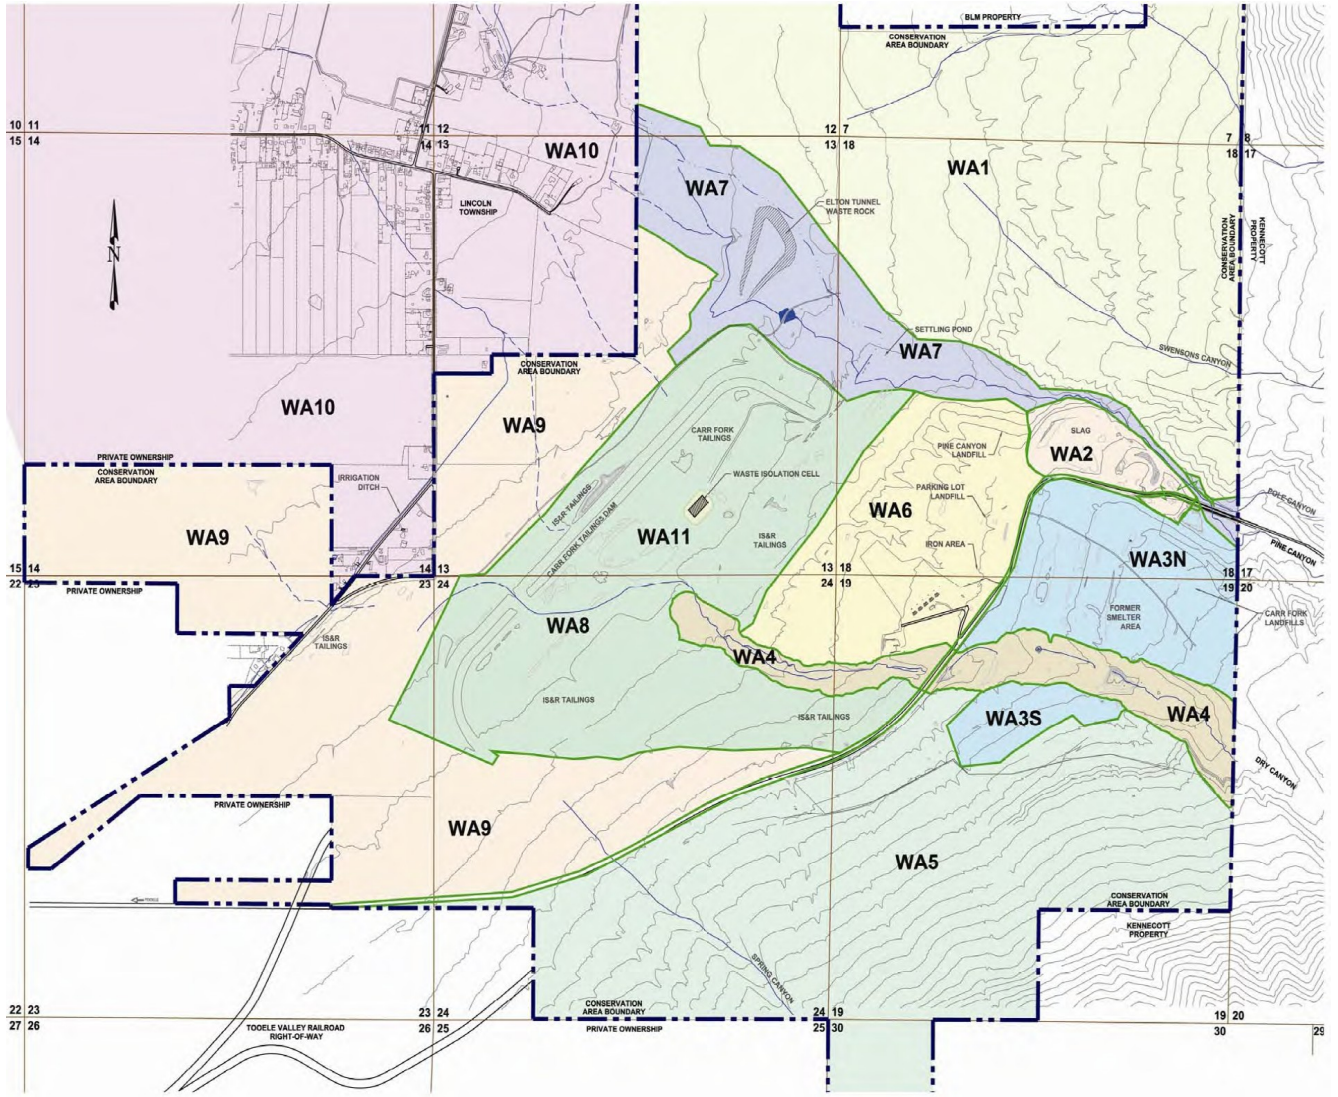 BLM PROPERTY
CONSERVATION
AREA BOUNDARY
10 11
15 14
11 12
14 13
12 7
13 18
7 8
18 17
WA10
WA1
WA7
LINCOLN
TOWNSHIP
ELTON TUNNEL
WASTE ROCK
CONSERVATION
AREA BOUNDARY
KENNECOTT
PROPERTY
N
SETTLING POND
WA7
SWENSONS CANYON
CONSERVATION
AREA BOUNDARY
WA10
WA9
CARR FORK
TAILINGS
SLAG
PINE CANYON
LANDFILL
WA2
PRIVATE OWNERSHIP
CONSERVATION
AREA BOUNDARY
IRRIGATION
DITCH
WASTE ISOLATION CELL
PARKING LOT
LANDFILL
POLE CANYON
IS&R TAILINGS
CARR FORK TAILINGS DAM
WA9
WA11
IS&R
TAILINGS
WA6
IRON AREA
PINE CANYON
WA3N
15 14
22 23
14 13
23 24
13 18
24 19
18 17
19 20
PRIVATE OWNERSHIP
FORMER
SMELTER
AREA
CARR FORK
LANDFILLS
IS&R
TAILINGS
WA8
WA4
IS&R TAILINGS
IS&R TAILINGS
WA3S
WA4
DRY CANYON
PRIVATE OWNERSHIP
WA9
WA5
TOOELE
CONSERVATION
AREA BOUNDARY
KENNECOTT
PROPERTY
SPRING CANYON
CONSERVATION
AREA BOUNDARY
PRIVATE OWNERSHIP
22 23
27 26
23 24
26 25
24 19
25 30
19 20
30
29
TOOELE VALLEY RAILROAD
RIGHT-OF-WAY